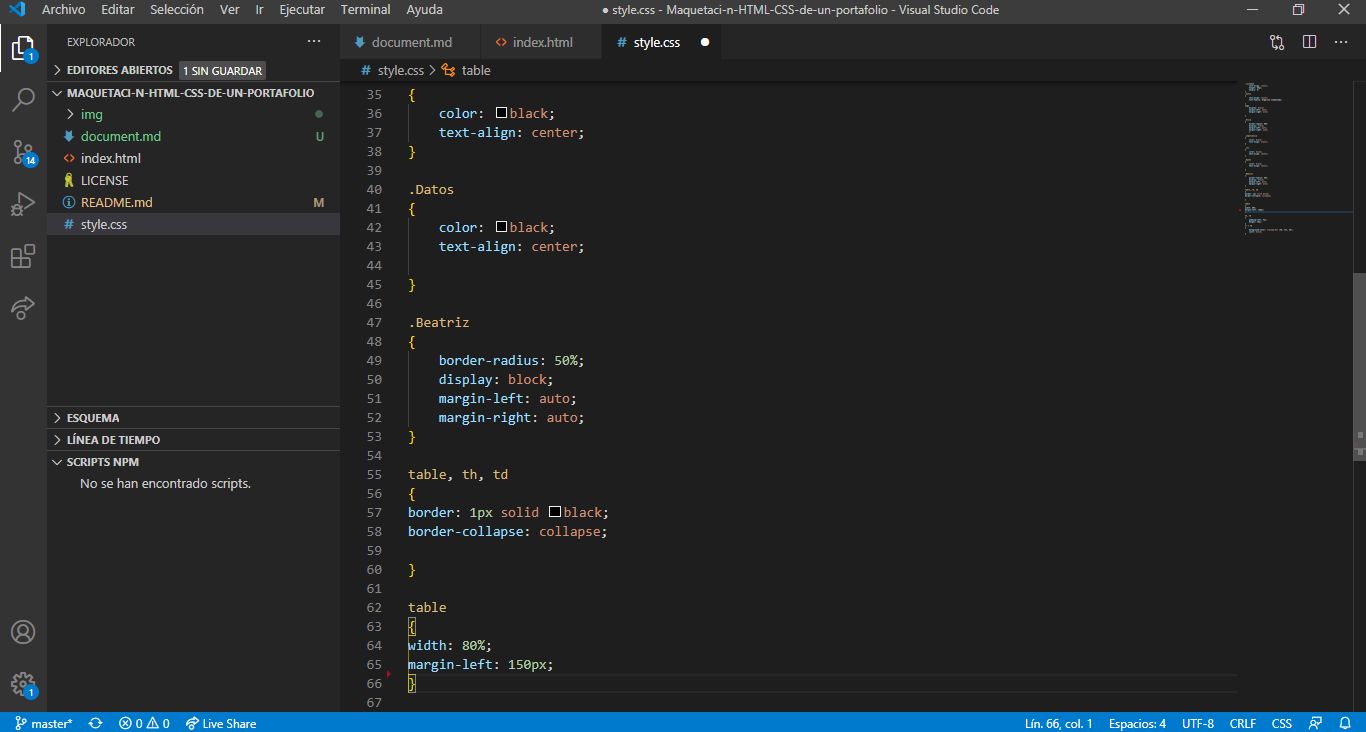 Archivo Editar Selección Ver Ir Ejecutar Terminal Ayuda ● style.css - Maquetaci-n-HTML-CSS-de-un-portafolio - Visual Studio Code
EXPLORADOR ···
EDITORES ABIERTOS 1 SIN GUARDAR
MAQUETACI-N-HTML-CSS-DE-UN-PORTAFOLIO
img
document.md U
index.html
LICENSE
README.md M
# style.css
ESQUEMA
LÍNEA DE TIEMPO
SCRIPTS NPM
No se han encontrado scripts.
1
14
1
document.md <> index.html # style.css ●
# style.css > table
35 {
36 color: black;
37 text-align: center;
38 }
39
40 .Datos
41 {
42 color: black;
43 text-align: center;
44
45 }
46
47 .Beatriz
48 {
49 border-radius: 50%;
50 display: block;
51 margin-left: auto;
52 margin-right: auto;
53 }
54
55 table, th, td
56 {
57 border: 1px solid black;
58 border-collapse: collapse;
59
60 }
61
62 table
63 {
64 width: 80%;
65 margin-left: 150px;
66 }
67
master* 0 0 Live Share Lín. 66, col. 1 Espacios: 4 UTF-8 CRLF CSS